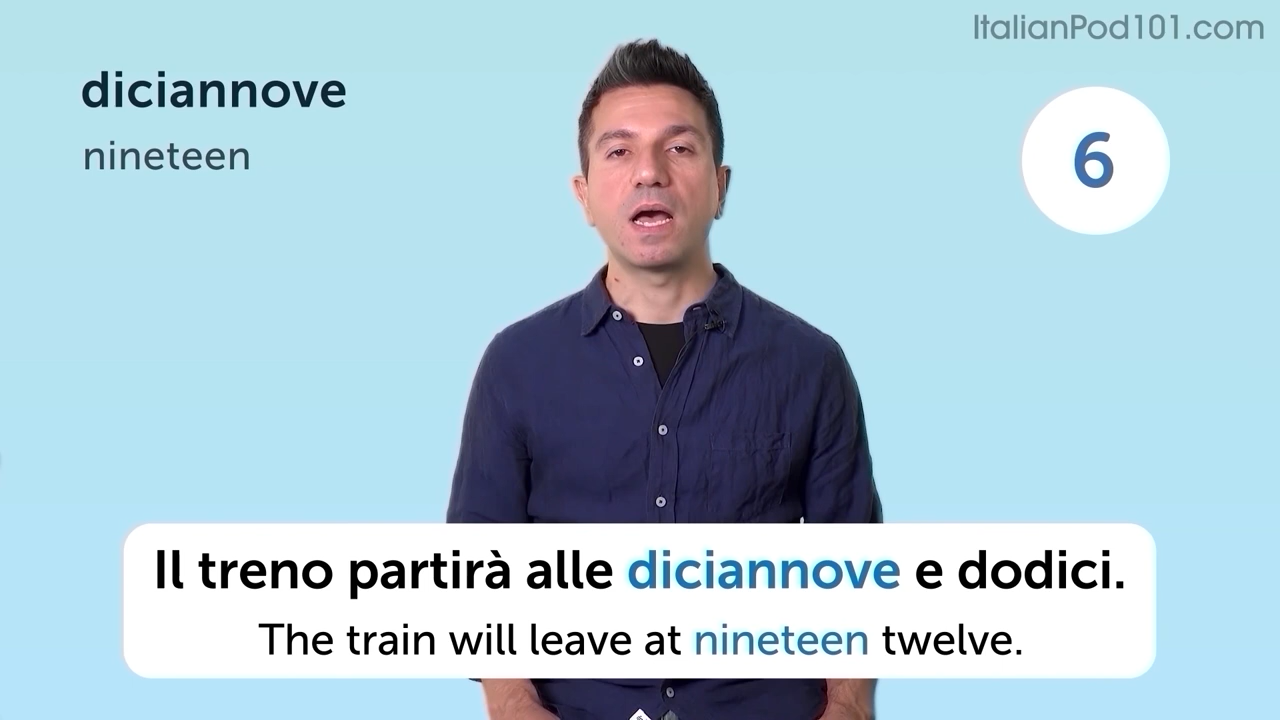 ItalianPod101.com
diciannove
nineteen
6
Il treno partirà alle diciannove e dodici.
The train will leave at nineteen twelve.